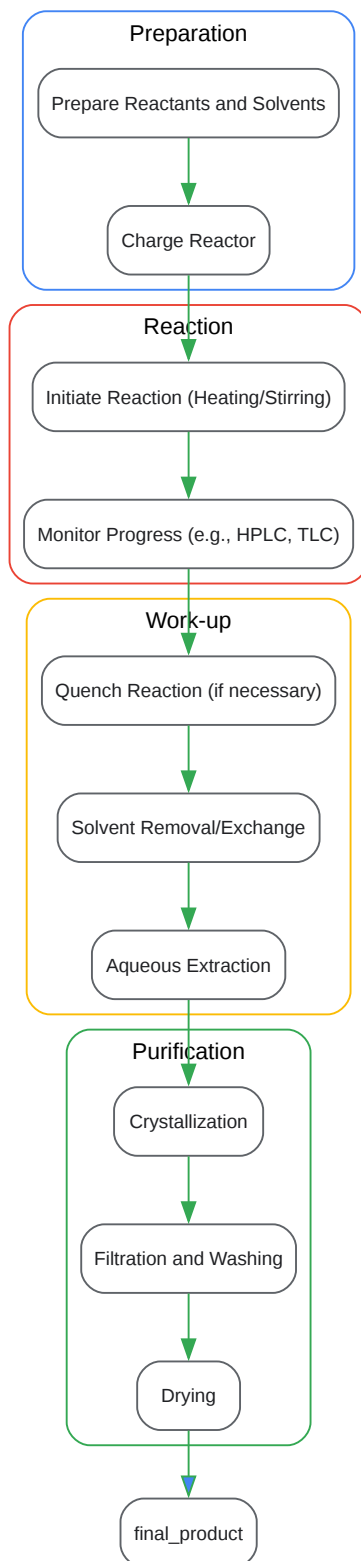 Preparation
Prepare Reactants and Solvents
Charge Reactor
Reaction
Initiate Reaction (Heating/Stirring)
Monitor Progress (e.g., HPLC, TLC)
Work-up
Quench Reaction (if necessary)
Solvent Removal/Exchange
Aqueous Extraction
Purification
Crystallization
Filtration and Washing
Drying
final_product